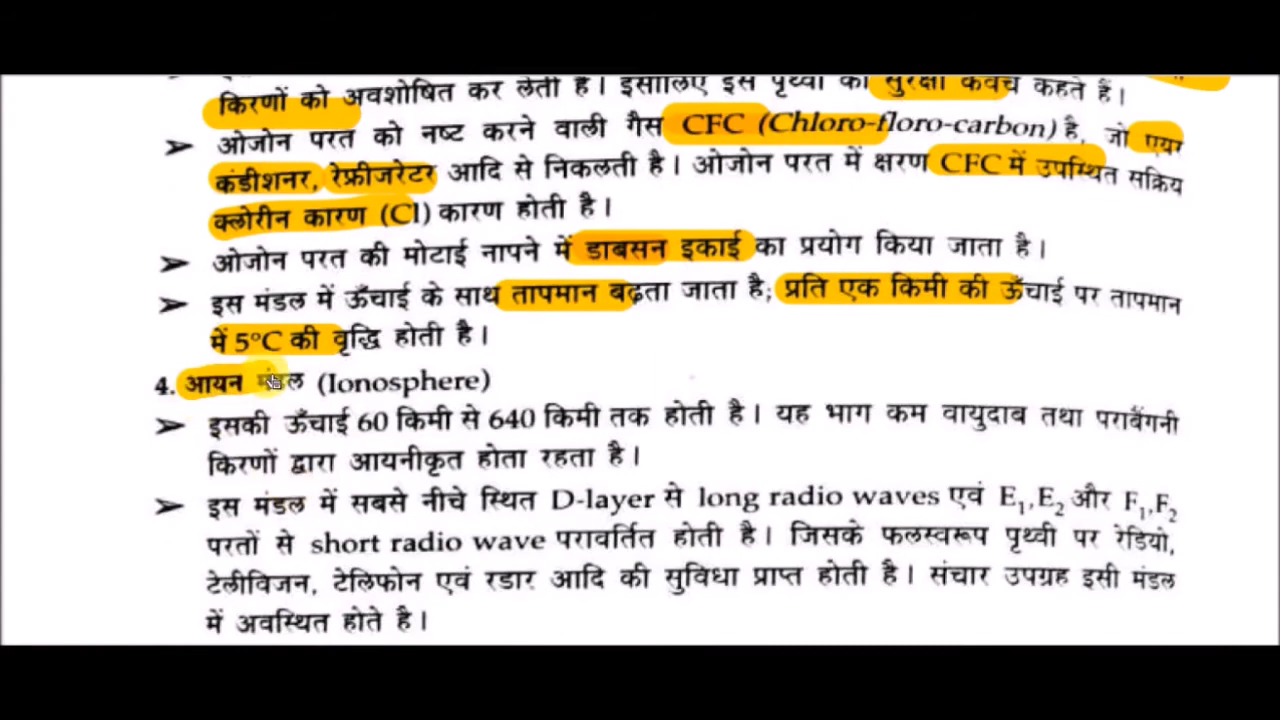 किरणों को अवशोषित कर लेती है। इसीलिए इसे पृथ्वी का सुरक्षा कवच कहते हैं।
➤ ओजोन परत को नष्ट करने वाली गैस CFC (Chloro-floro-carbon) है, जो एयर
कंडीशनर, रेफ्रीजरेटर आदि से निकलती है। ओजोन परत में क्षरण CFC में उपस्थित सक्रिय
क्लोरीन कारण (Cl) कारण होती है।
➤ ओजोन परत की मोटाई नापने में डाबसन इकाई का प्रयोग किया जाता है।
➤ इस मंडल में ऊँचाई के साथ तापमान बढ़ता जाता है; प्रति एक किमी की ऊँचाई पर तापमान
में 5°C की वृद्धि होती है।
4. आयन मंडल (Ionosphere)
➤ इसकी ऊँचाई 60 किमी से 640 किमी तक होती है। यह भाग कम वायुदाब तथा पराबैंगनी
किरणों द्वारा आयनीकृत होता रहता है।
➤ इस मंडल में सबसे नीचे स्थित D-layer से long radio waves एवं E₁,E₂ और F₁,F₂
परतों से short radio wave परावर्तित होती है। जिसके फलस्वरूप पृथ्वी पर रेडियो,
टेलीविजन, टेलिफोन एवं रडार आदि की सुविधा प्राप्त होती है। संचार उपग्रह इसी मंडल
में अवस्थित होते है।